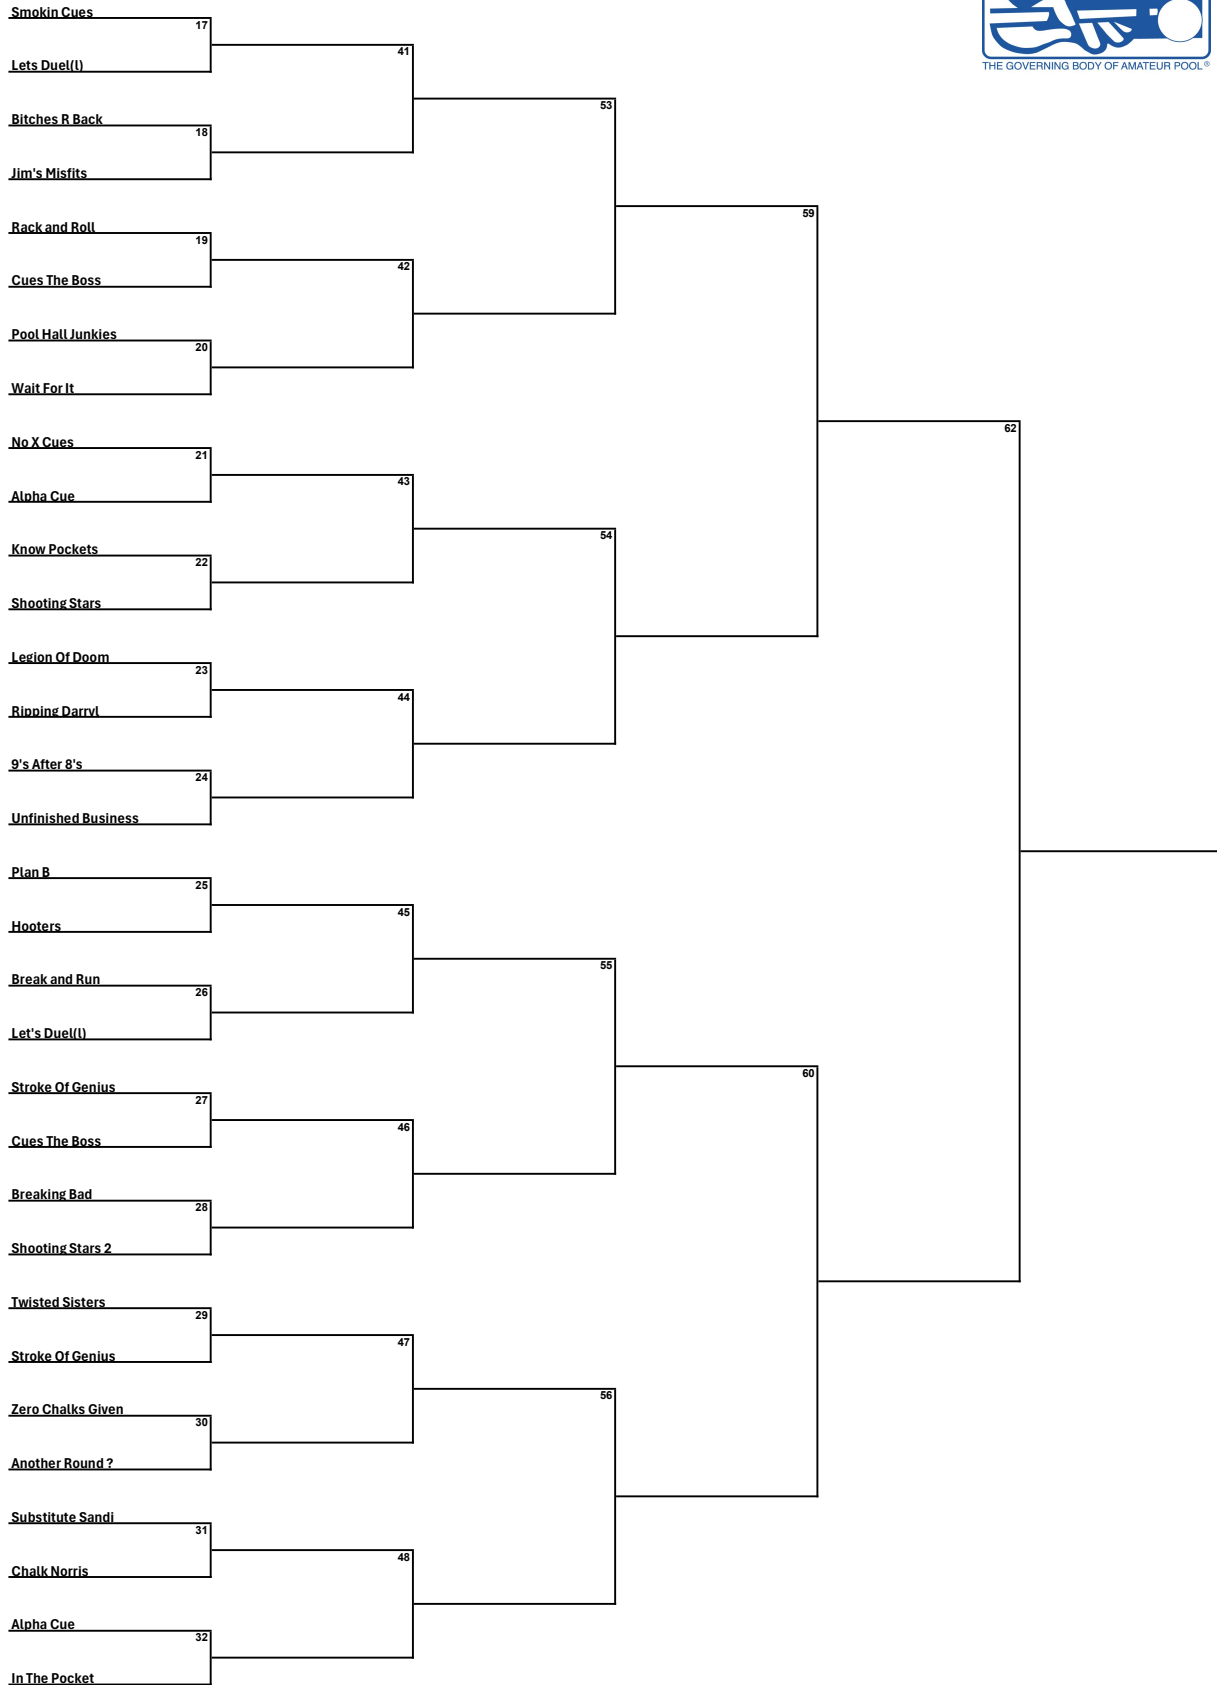 Smokin Cues
17
Lets Duel(l)
41
THE GOVERNING BODY OF AMATEUR POOL®
53
Bitches R Back
18
Jim's Misfits
59
Rack and Roll
19
Cues The Boss
42
Pool Hall Junkies
20
Wait For It
62
No X Cues
21
Alpha Cue
43
54
Know Pockets
22
Shooting Stars
Legion Of Doom
23
Ripping Darryl
44
9's After 8's
24
Unfinished Business
Plan B
25
Hooters
45
55
Break and Run
26
Let's Duel(l)
60
Stroke Of Genius
27
Cues The Boss
46
Breaking Bad
28
Shooting Stars 2
Twisted Sisters
29
Stroke Of Genius
47
56
Zero Chalks Given
30
Another Round ?
Substitute Sandi
31
Chalk Norris
48
Alpha Cue
32
In The Pocket